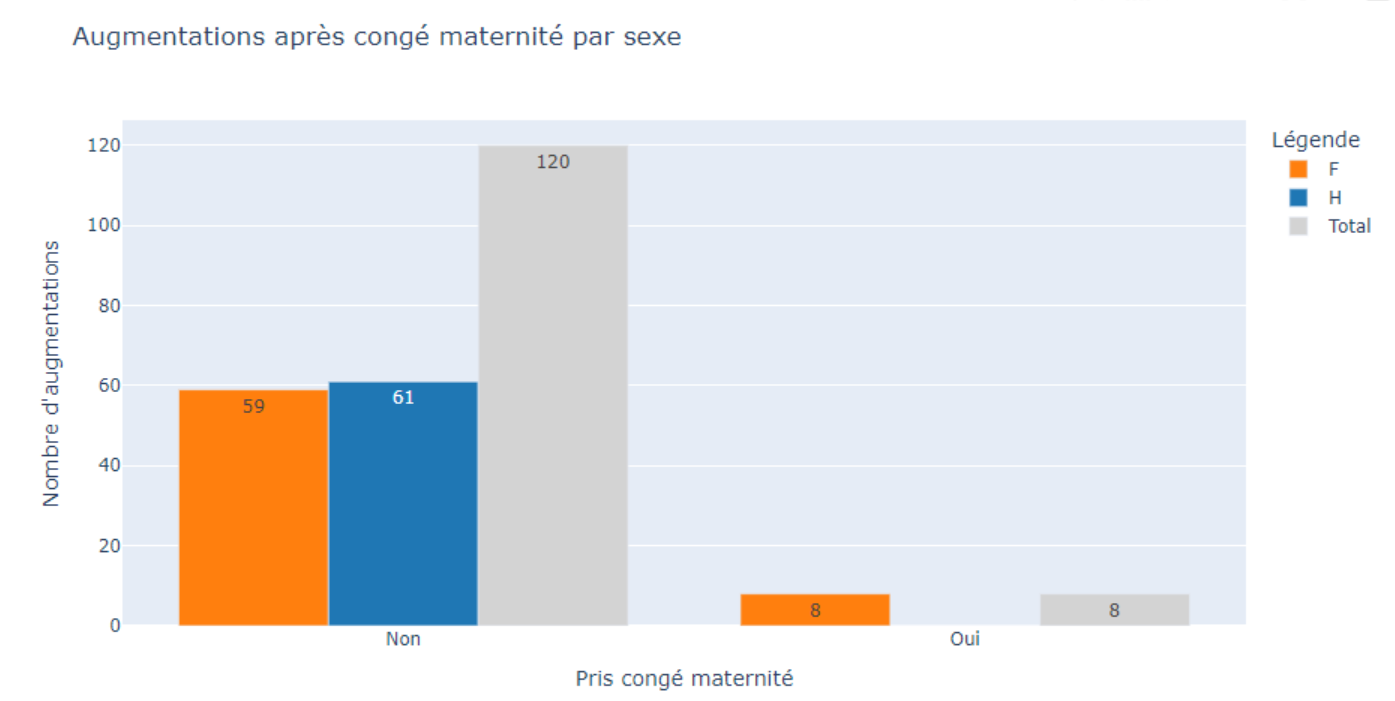 Augmentations après congé maternité par sexe
Légende
F
H
Total
Nombre d'augmentations
120
100
80
60
40
20
0
59
61
120
8
8
Non
Oui
Pris congé maternité